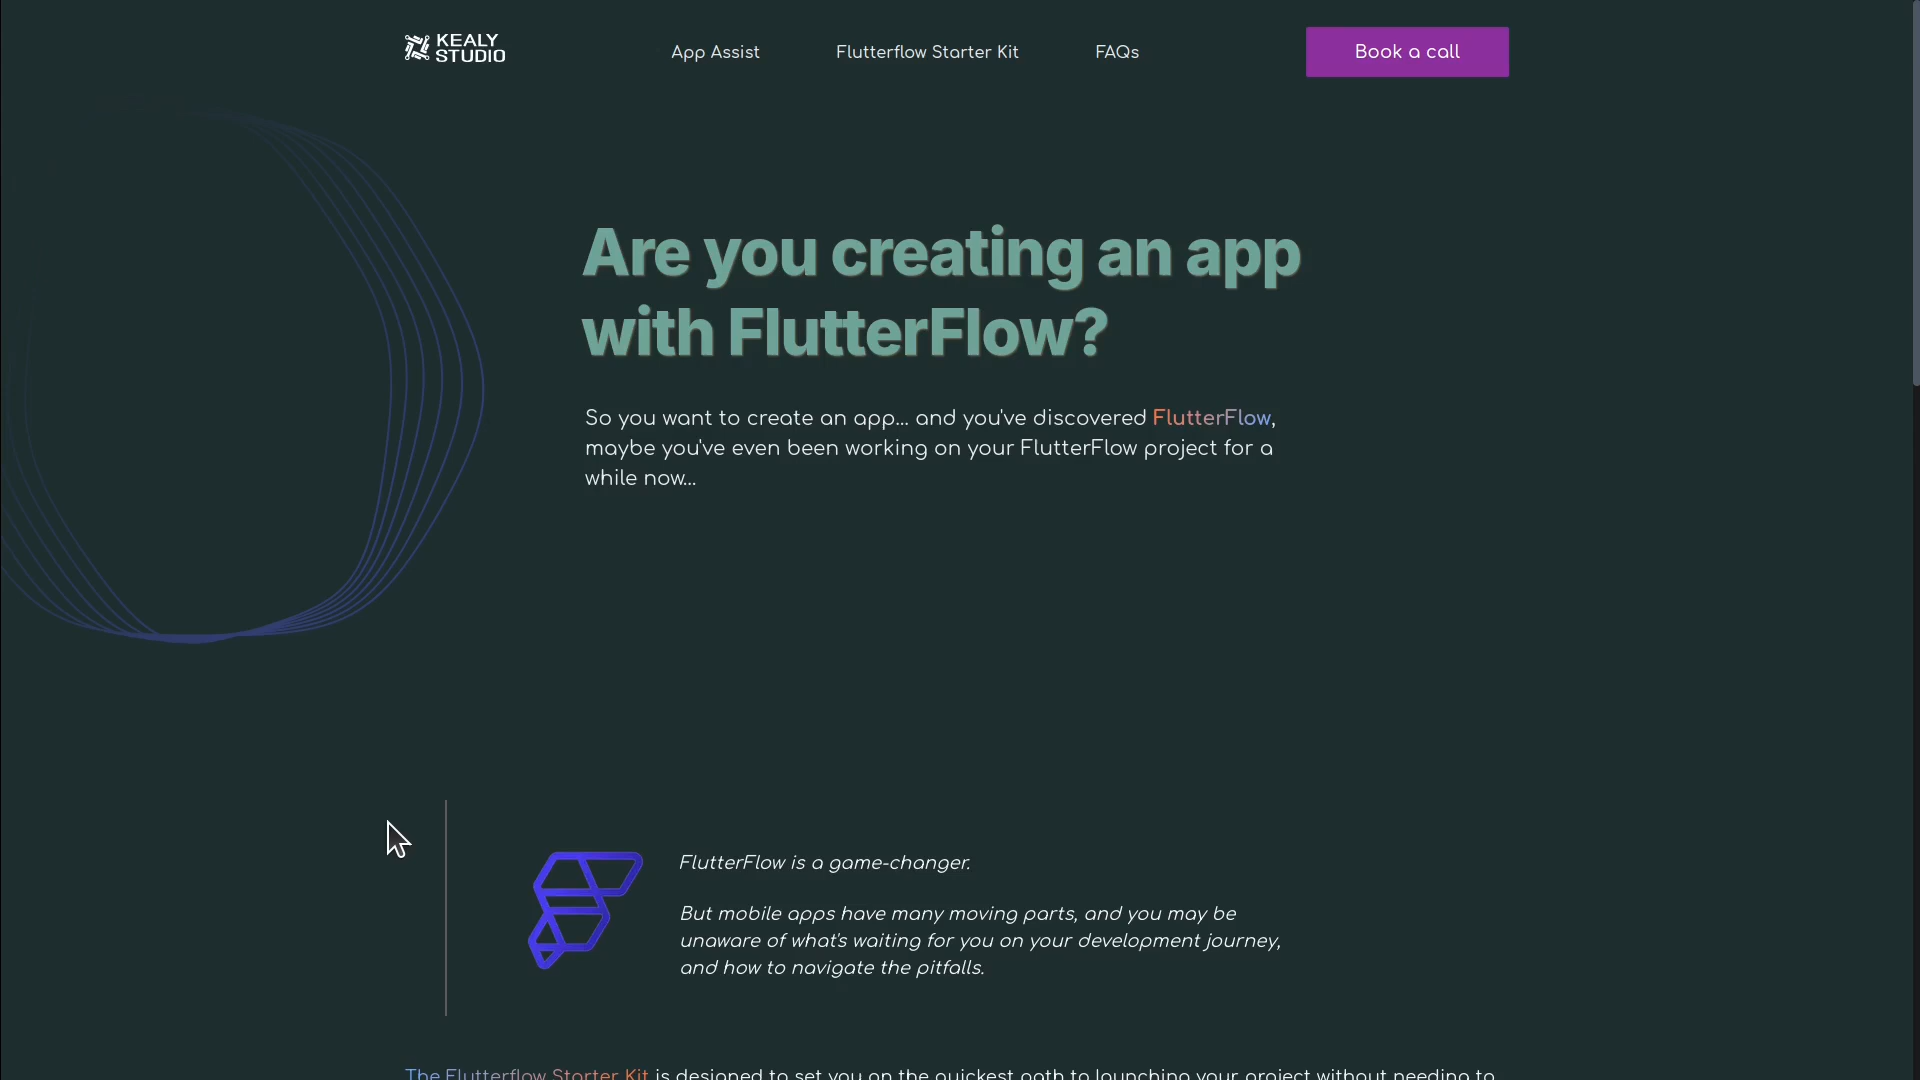 KEALY
STUDIO
App Assist
Flutterflow Starter Kit
FAQs
Book a call
Are you creating an app
with FlutterFlow?
So you want to create an app... and you've discovered FlutterFlow,
maybe you've even been working on your FlutterFlow project for a
while now...
FlutterFlow is a game-changer.
But mobile apps have many moving parts, and you may be
unaware of what's waiting for you on your development journey,
and how to navigate the pitfalls.
The Flutterflow Starter Kit is designed to set you on the quickest path to launching your project without needing to